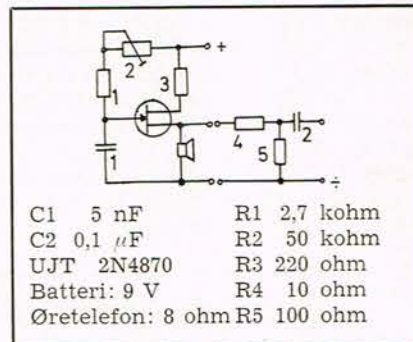 2
+
1
3
4
2
5
1
÷
C1 5 nF R1 2,7 kohm
C2 0,1 μF R2 50 kohm
UJT 2N4870 R3 220 ohm
Batteri: 9 V R4 10 ohm
Øretelefon: 8 ohm R5 100 ohm